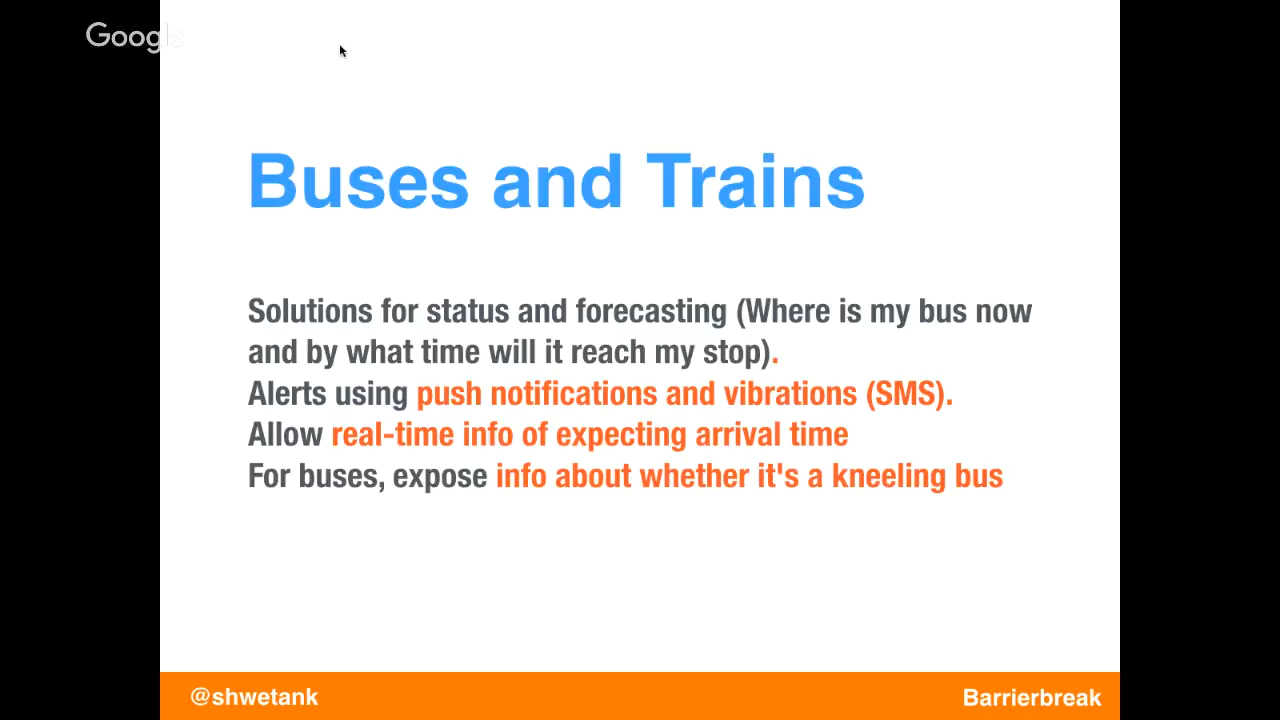 Google
Buses and Trains
Solutions for status and forecasting (Where is my bus now
and by what time will it reach my stop).
Alerts using push notifications and vibrations (SMS).
Allow real-time info of expecting arrival time
For buses, expose info about whether it's a kneeling bus
@shwetank
Barrierbreak